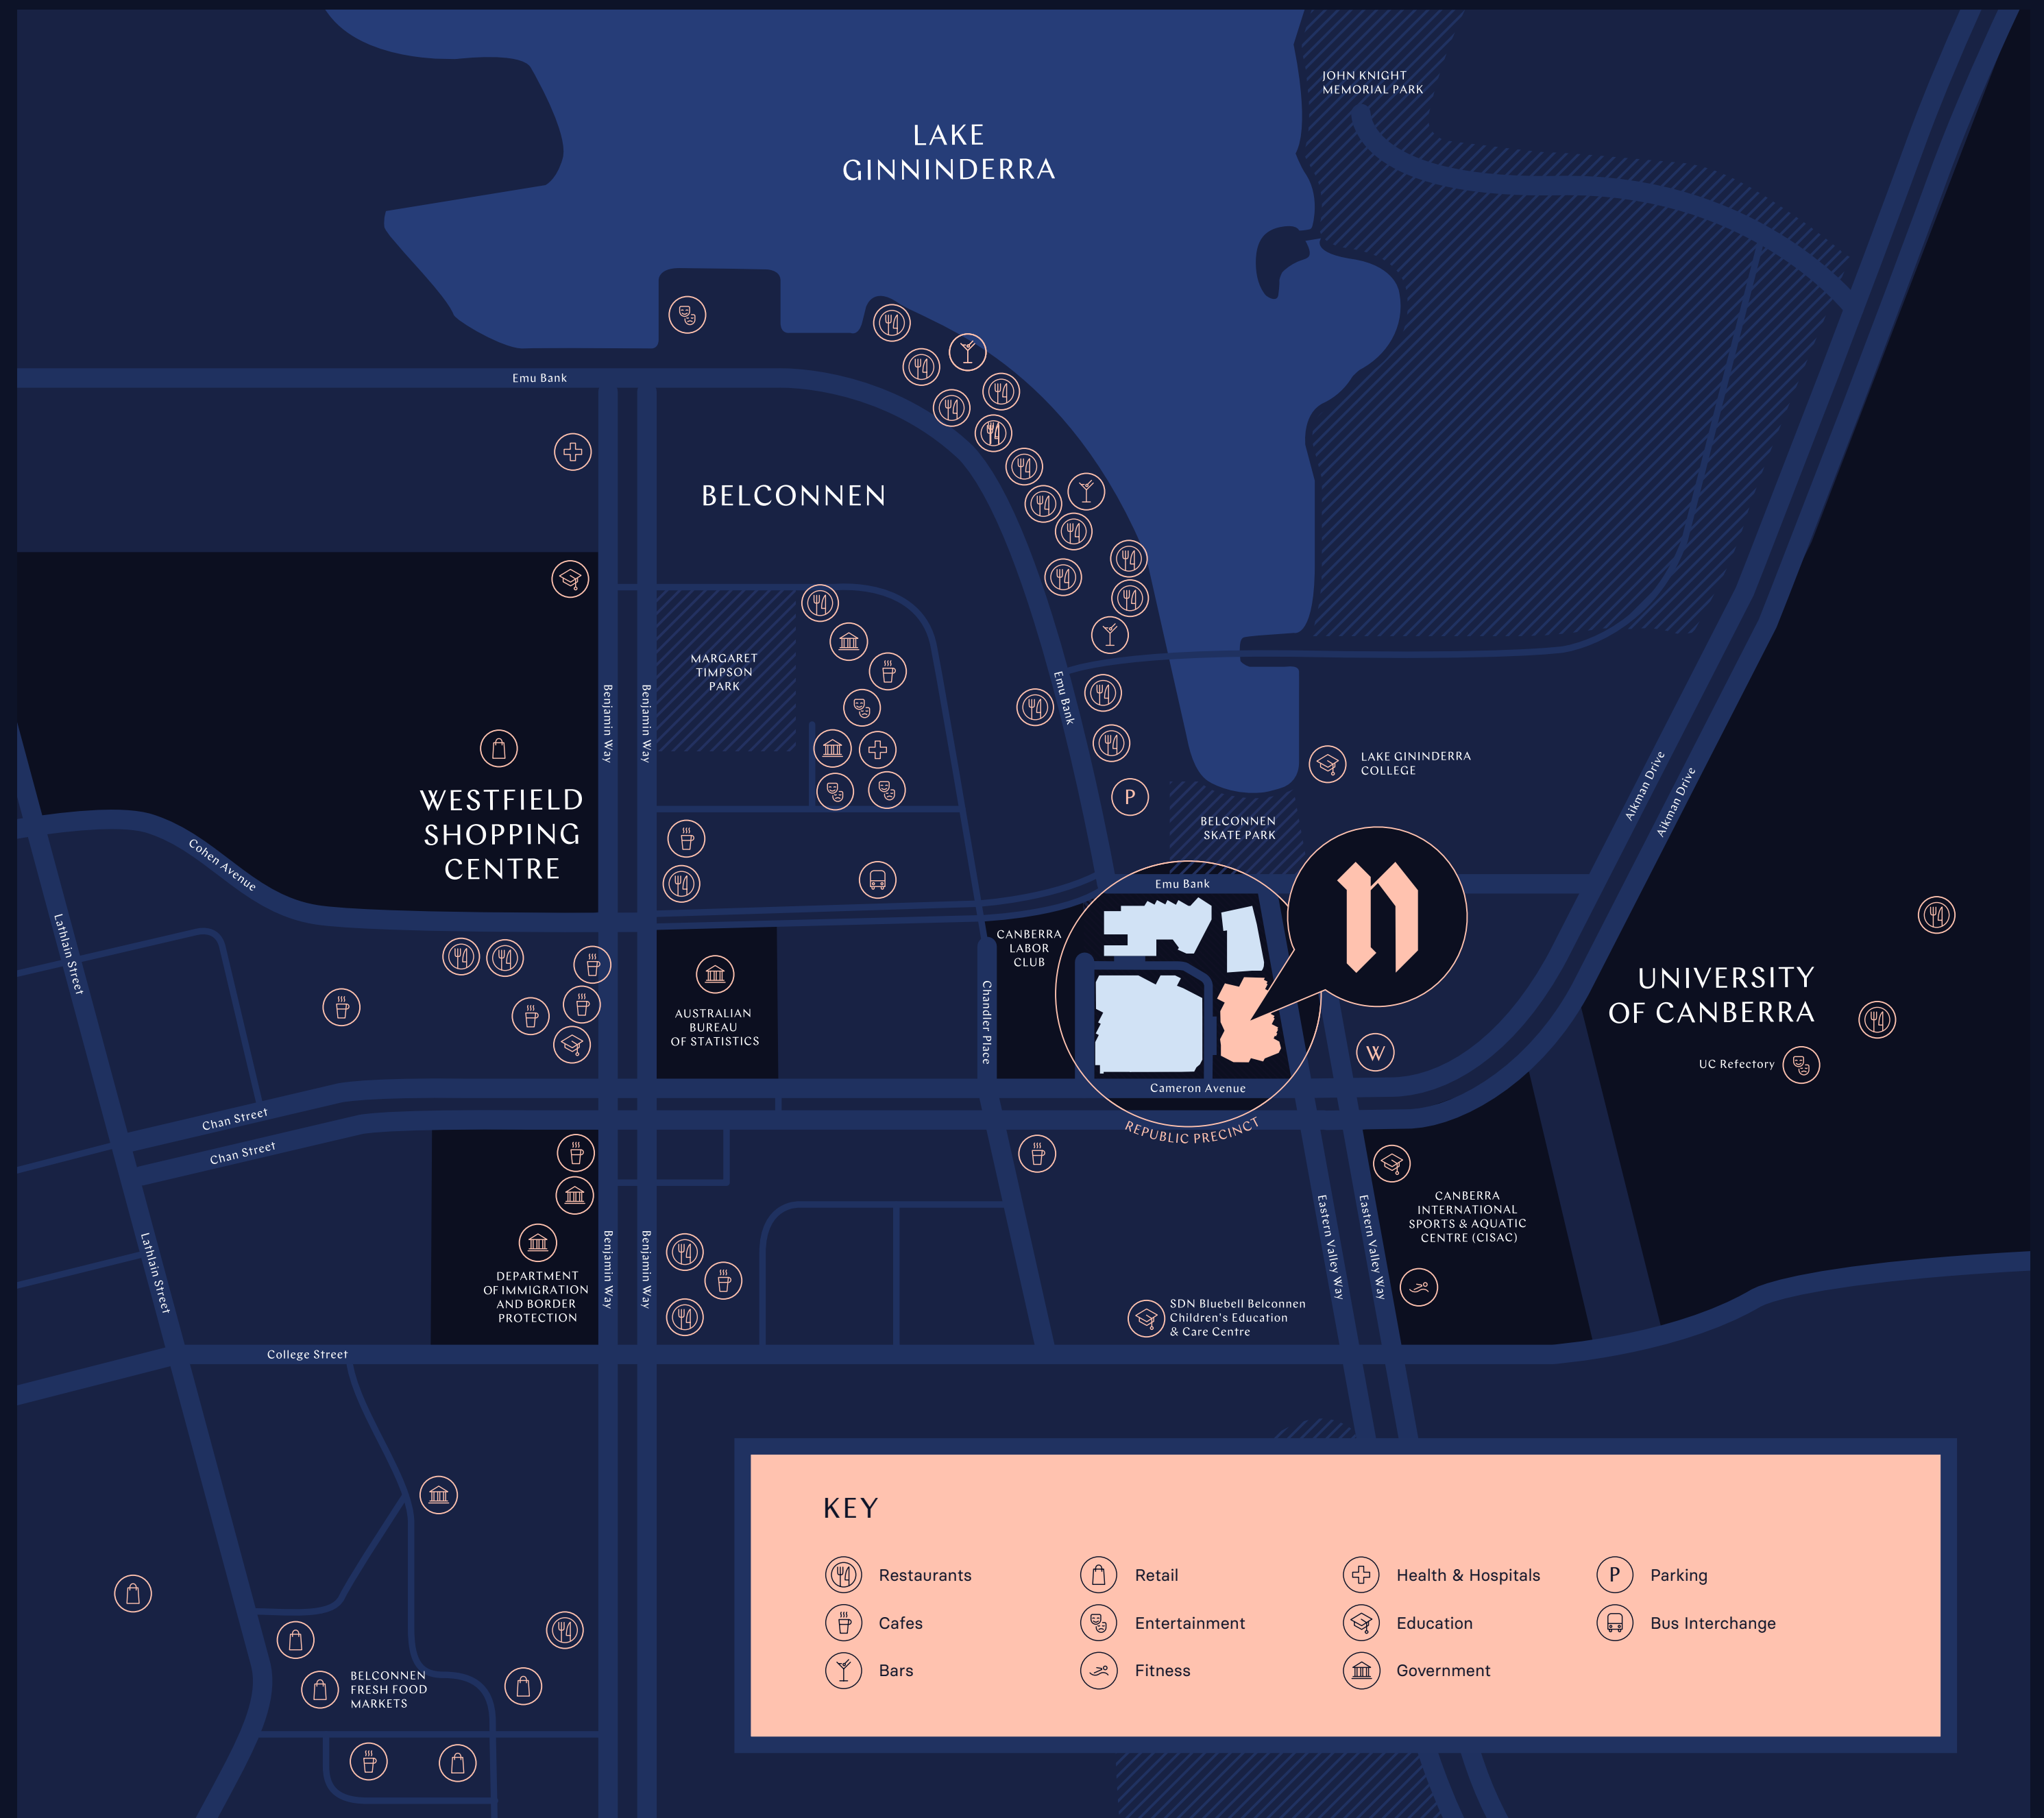 JOHN KNIGHT
MEMORIAL PARK
LAKE
GINNINDERRA
Emu Bank
BELCONNEN
MARGARET
TIMPSON
PARK
Benjamin Way
Benjamin Way
Emu Bank
LAKE GININDERRA
COLLEGE
P
Aikman Drive
Aikman Drive
WESTFIELD
SHOPPING
CENTRE
BELCONNEN
SKATE PARK
Cohen Avenue
Emu Bank
n
Lathlain Street
CANBERRA
LABOR
CLUB
UNIVERSITY
OF CANBERRA
AUSTRALIAN
BUREAU
OF STATISTICS
Chandler Place
W
UC Refectory
Cameron Avenue
REPUBLIC PRECINCT
Chan Street
Chan Street
Lathlain Street
Benjamin Way
Benjamin Way
Eastern Valley Way
Eastern Valley Way
CANBERRA
INTERNATIONAL
SPORTS & AQUATIC
CENTRE (CISAC)
DEPARTMENT
OF IMMIGRATION
AND BORDER
PROTECTION
SDN Bluebell Belconnen
Children's Education
& Care Centre
College Street
BELCONNEN
FRESH FOOD
MARKETS
KEY
Restaurants
Cafes
Bars
Retail
Entertainment
Fitness
Health & Hospitals
Education
Government
P Parking
Bus Interchange